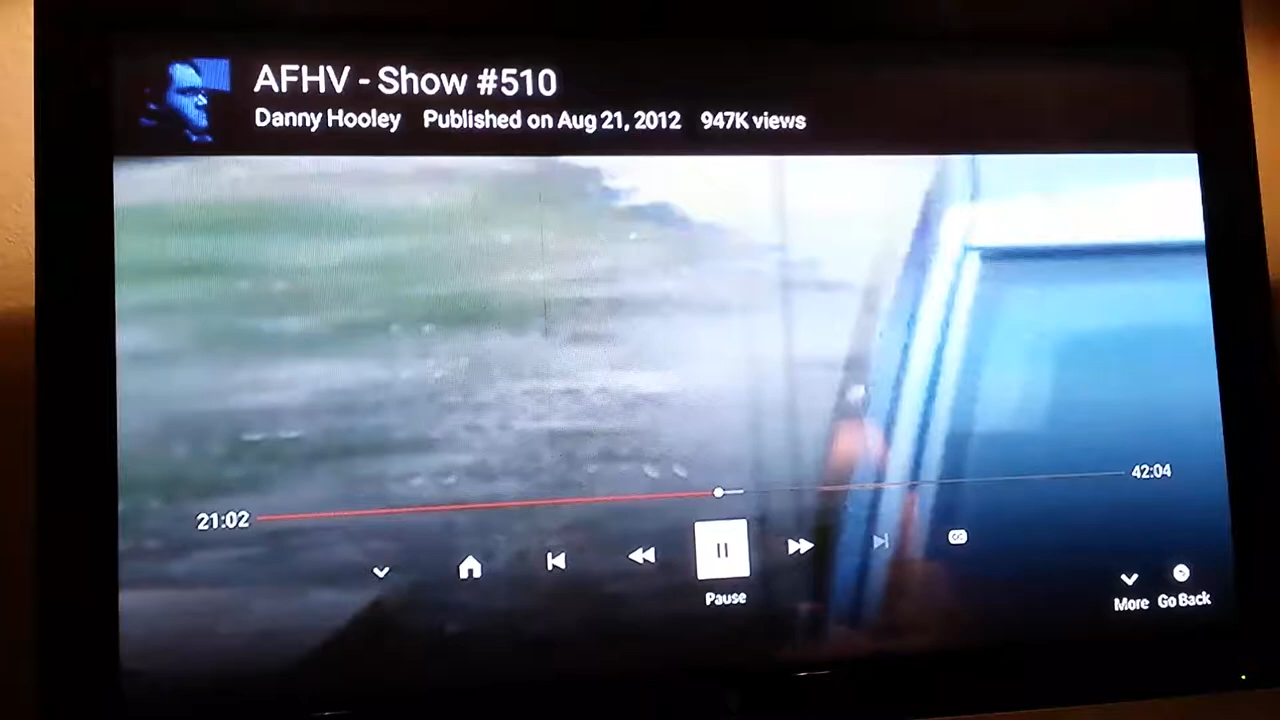 AFHV - Show #510
Danny Hooley Published on Aug 21, 2012 947K views
21:02 42:04
CC
Pause
More Go Back